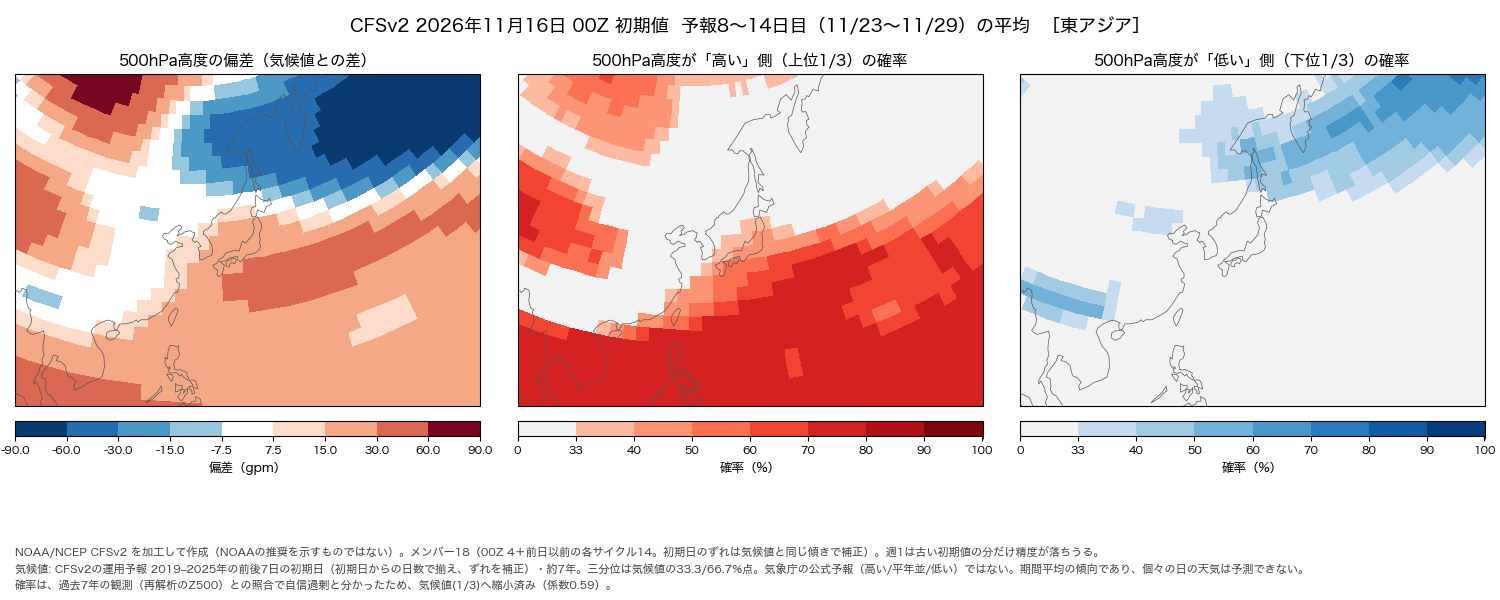 CFSv2 2026年11月16日 00Z 初期値 予報8～14日目（11/23～11/29）の平均 ［東アジア］
500hPa高度の偏差（気候値との差）
500hPa高度が「高い」側（上位1/3）の確率
500hPa高度が「低い」側（下位1/3）の確率
-90.0 -60.0 -30.0 -15.0 -7.5 7.5 15.0 30.0 60.0 90.0
偏差（gpm）
0 33 40 50 60 70 80 90 100
確率（%）
0 33 40 50 60 70 80 90 100
確率（%）
NOAA/NCEP CFSv2 を加工して作成（NOAAの推奨を示すものではない）。メンバー18（00Z 4＋前日以前の各サイクル14。初期日のずれは気候値と同じ傾きで補正）。週1は古い初期値の分だけ精度が落ちうる。
気候値: CFSv2の運用予報 2019–2025年の前後7日の初期日（初期日からの日数で揃え、ずれを補正）・約7年。三分位は気候値の33.3/66.7%点。気象庁の公式予報（高い/平年並/低い）ではない。期間平均の傾向であり、個々の日の天気は予測できない。
確率は、過去7年の観測（再解析のZ500）との照合で自信過剰と分かったため、気候値(1/3)へ縮小済み（係数0.59）。